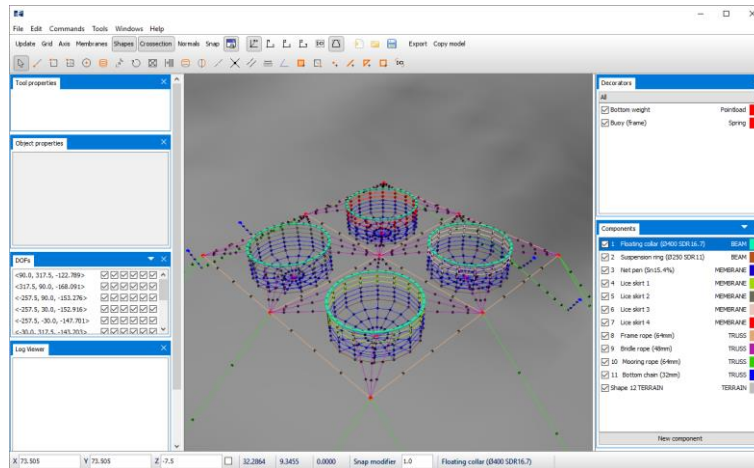 File Edit Commands Tools Windows Help
Update Grid Axis Membranes Shapes Crossection Normals Snap Export Copy model
Tool properties
Object properties
DOFs
<90.0, 317.5, -122.789>
<317.5, 90.0, -168.091>
<-257.5, 90.0, -153.276>
<-257.5, 30.0, -152.916>
<-257.5, -30.0, -147.701>
<-30.0, 317.5, -143.203>
Log Viewer
Decorators
All
Bottom weight Pointload
Buoy (frame) Spring
Components
1 Floating collar (Ø400 SDR16.7) BEAM
2 Suspension ring (Ø250 SDR11) BEAM
3 Net pen (Sn15.4%) MEMBRANE
4 Lice skirt 1 MEMBRANE
5 Lice skirt 2 MEMBRANE
6 Lice skirt 3 MEMBRANE
7 Lice skirt 4 MEMBRANE
8 Frame rope (64mm) TRUSS
9 Bridle rope (48mm) TRUSS
10 Mooring rope (64mm) TRUSS
11 Bottom chain (32mm) TRUSS
Shape 12 TERRAIN TERRAIN
New component
X 73.505 Y 73.505 Z -7.5 32.2864 9.3455 0.0000 Snap modifier 1.0 Floating collar (Ø400 SDR16.7)